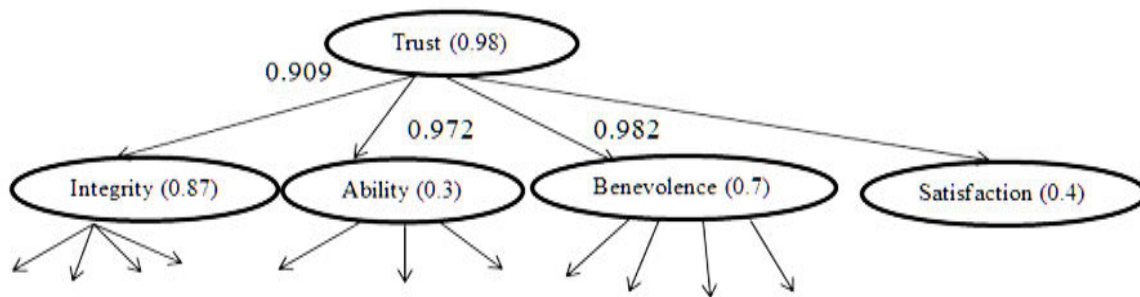 Trust (0.98)
0.909
0.972
0.982
Integrity (0.87)
Ability (0.3)
Benevolence (0.7)
Satisfaction (0.4)